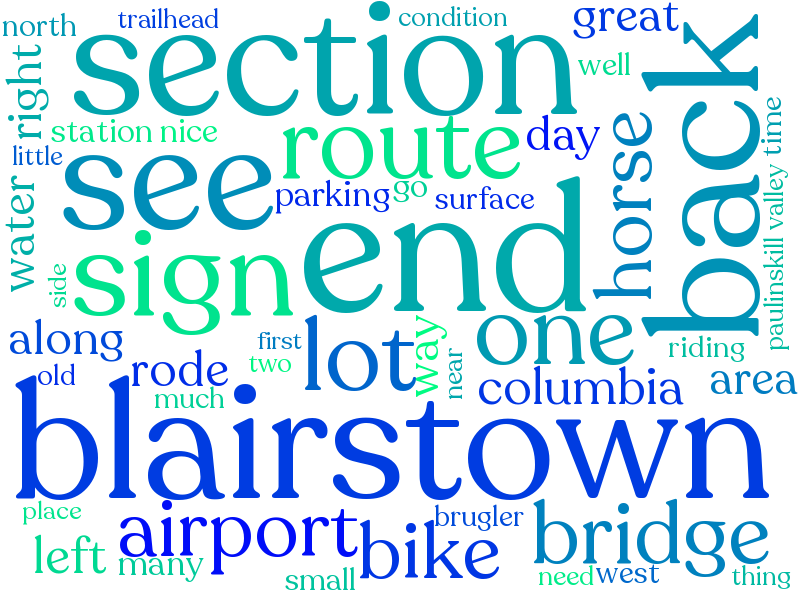 north
trailhead
condition
great
section
well
back
right
station
nice
route
day
little
see
parking
go
surface
horse
paulinskill valley
time
water
side
sign
end
along
first
two
lot
way
near
one
riding
old
rode
much
columbia
area
blairstown
place
airport
bike
brugler
bridge
left
many
small
need
west
thing